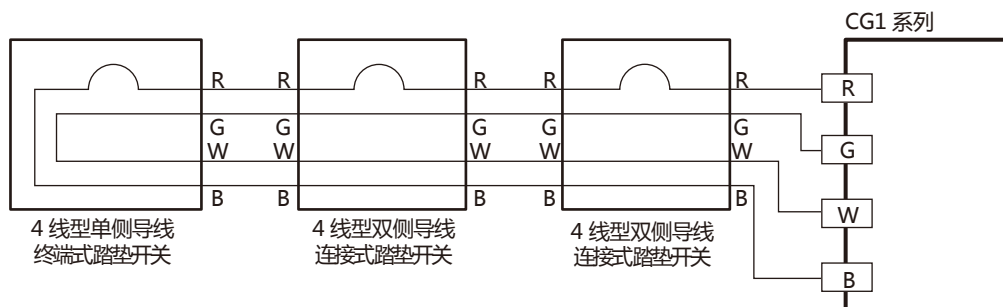 CG1 系列
R R R R R R
G G G G G
W W W W W W
B B B B B B
4 线型单侧导线
终端式踏垫开关
4 线型双侧导线
连接式踏垫开关
4 线型双侧导线
连接式踏垫开关